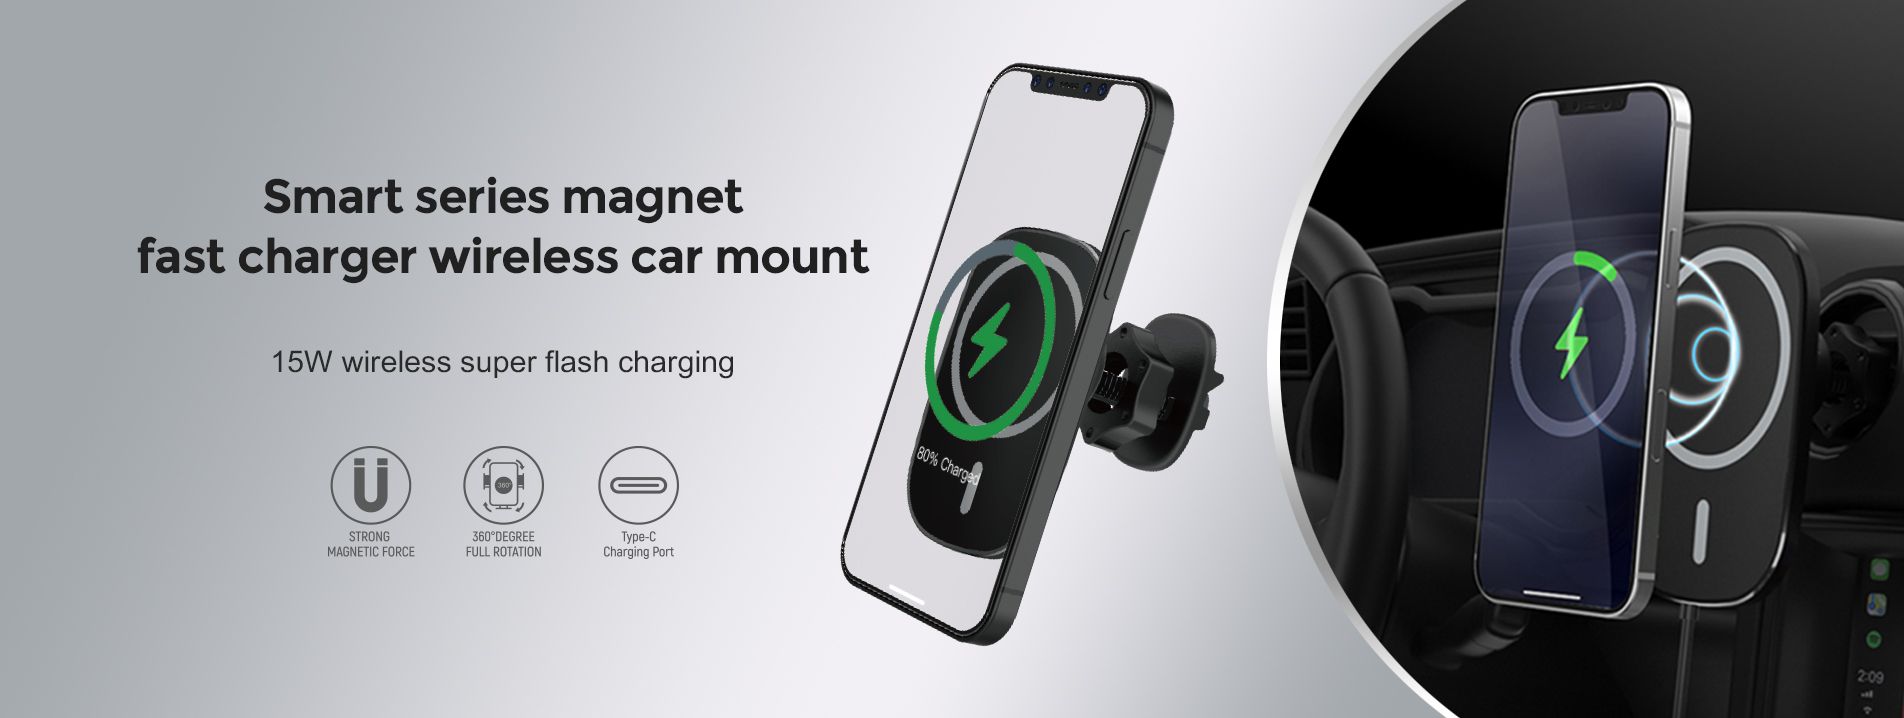 Smart series magnet
fast charger wireless car mount
15W wireless super flash charging
360°
STRONG
MAGNETIC FORCE
360°DEGREE
FULL ROTATION
Type-C
Charging Port
80% Charged
2:09